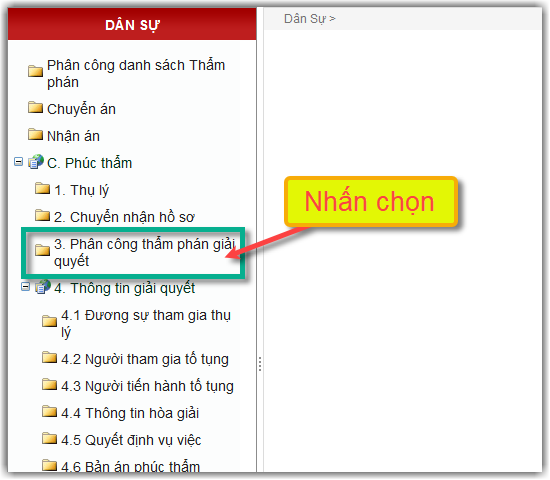 DÂN SỰ
Dân Sự >
Phân công danh sách Thẩm
phán
Chuyển án
Nhận án
C. Phúc thẩm
1. Thụ lý
2. Chuyển nhận hồ sơ
Nhấn chọn
3. Phân công thẩm phán giải
quyết
4. Thông tin giải quyết
4.1 Đương sự tham gia thụ
lý
4.2 Người tham gia tố tụng
4.3 Người tiến hành tố tụng
4.4 Thông tin hòa giải
4.5 Quyết định vụ việc
4.6 Bản án phúc thẩm